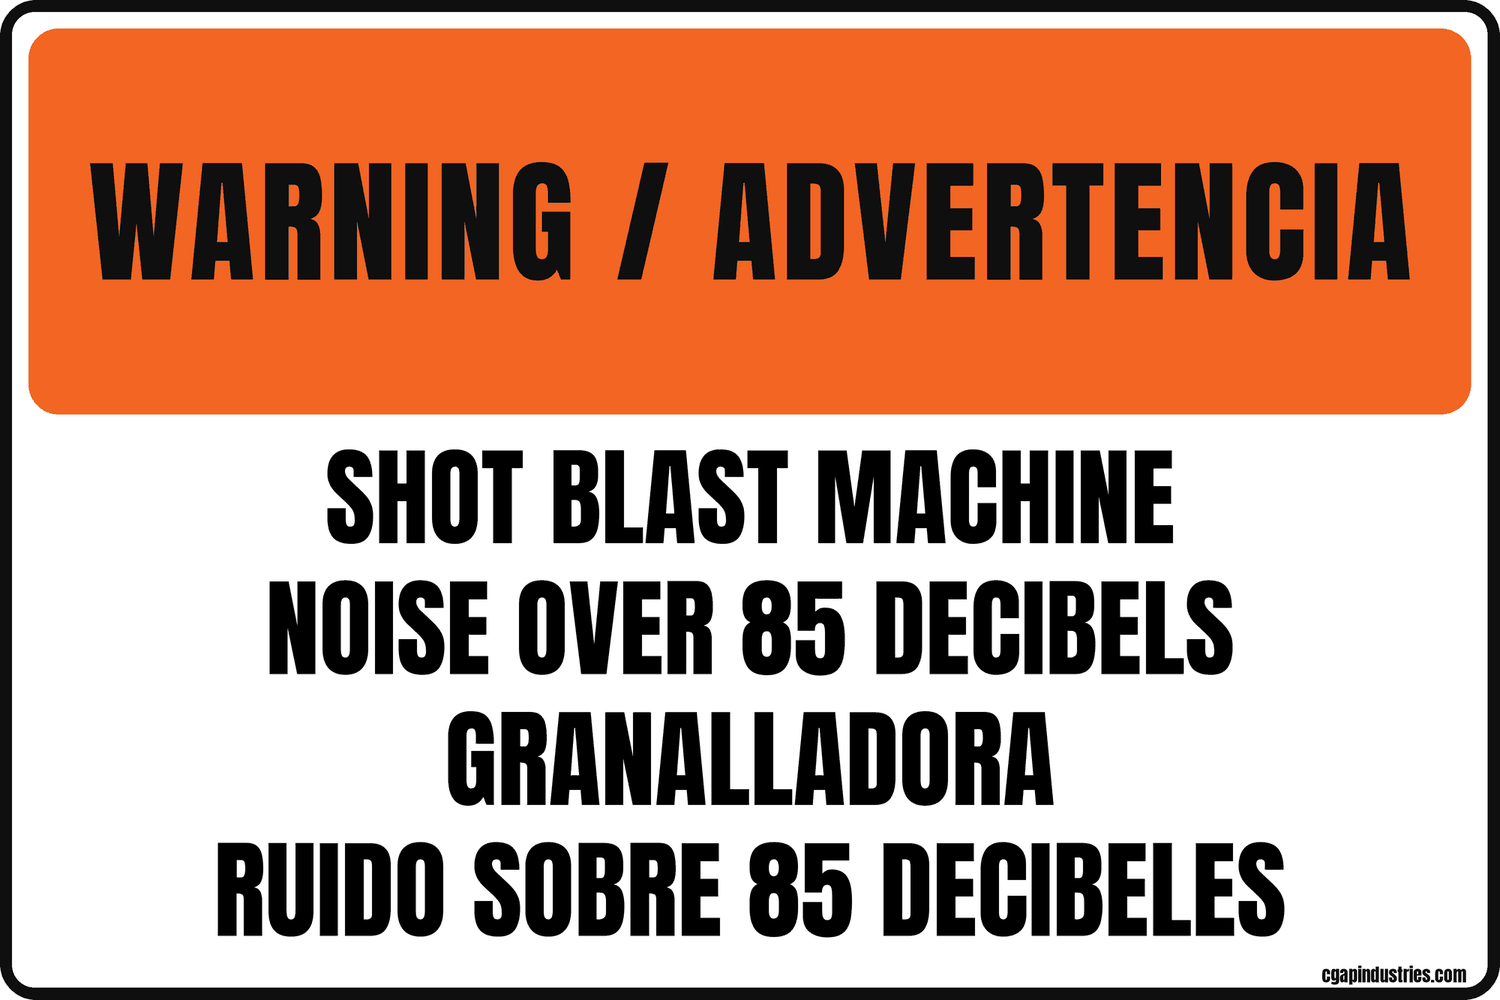 WARNING / ADVERTENCIA
SHOT BLAST MACHINE
NOISE OVER 85 DECIBELS
GRANALLADORA
RUIDO SOBRE 85 DECIBELES
cgapindustries.com